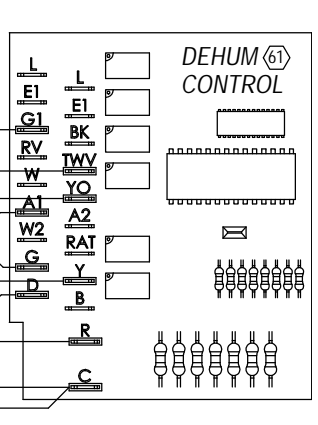 DEHUM 61
CONTROL
L
E1
G1
RV
W
A1
W2
G
D
L
E1
BK
TWV
YO
A2
RAT
Y
B
R
C